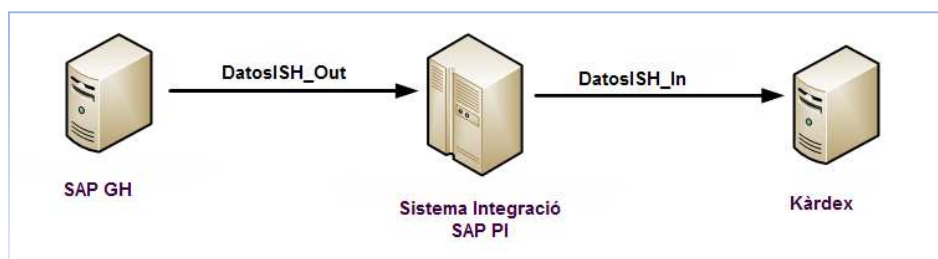 DatosISH_Out
DatosISH_In
SAP GH
Sistema Integració
SAP PI
Kàrdex